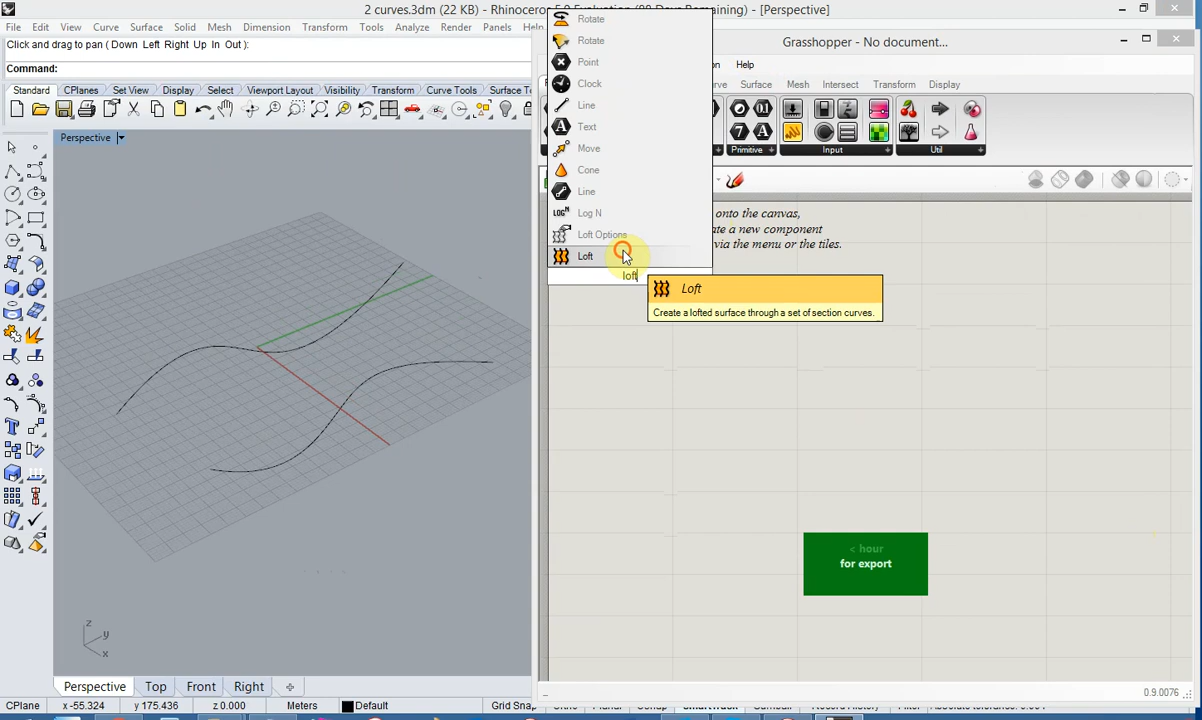 2 curves.3dm (22 KB) - Rhinoceros 5.0 Evaluation (88 Days Remaining) - [Perspective]
File Edit View Curve Surface Solid Mesh Dimension Transform Tools Analyze Render Panels Help
Click and drag to pan ( Down Left Right Up In Out ):
Command:
Standard CPlanes Set View Display Select Viewport Layout Visibility Transform Curve Tools
Perspective
Rotate
Rotate
Point
Clock
Line
Text
Move
Cone
Line
Log N
Loft Options
Loft
loft
Loft
Create a lofted surface through a set of section curves.
Grasshopper - No document...
Help
Surface Mesh Intersect Transform Display
Primitive Input Util
onto the canvas,
ate a new component
via the menu or the tiles.
< hour
for export
0.9.0076
z
y
x
Perspective Top Front Right
CPlane x -55.324 y 175.436 z 0.000 Meters Default Grid Snap